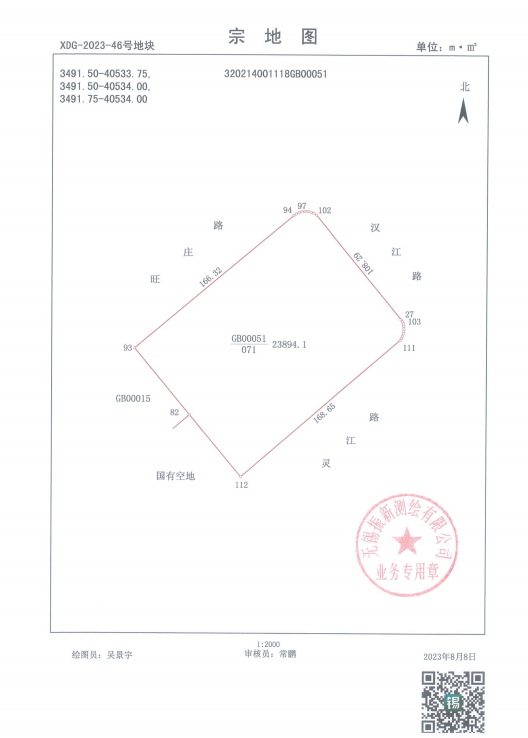 宗 地 图
XDG-2023-46号地块
单位：m·㎡
3491.50-40533.75,
3491.50-40534.00,
3491.75-40534.00
320214001118GB00051
北
94
97
102
路
庄
旺
汉
江
路
166.32
108.29
27
103
111
93
GB00051
071
23894.1
GB00015
82
168.65
路
江
灵
国有空地
112
无锡振新测绘有限公司
业务专用章
1:2000
绘图员：吴景宇
审核员：常鹏
2023年8月8日
锡